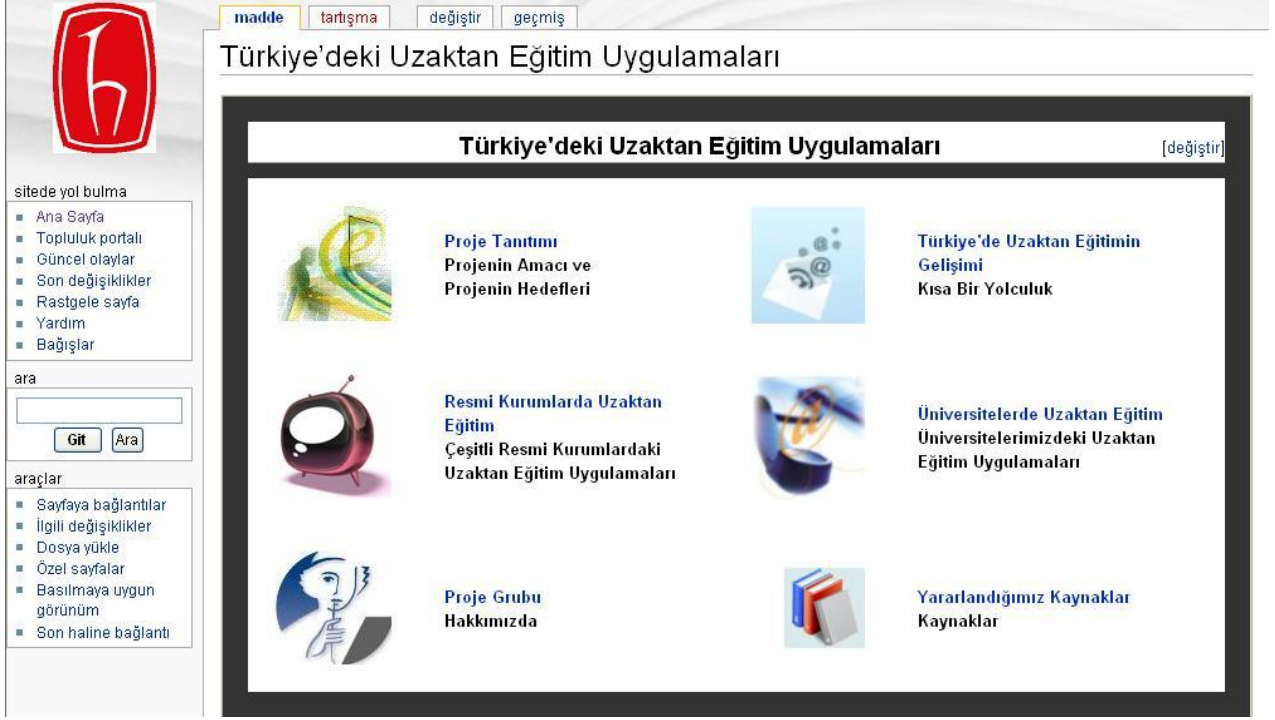 madde
tartışma
değiştir
geçmiş
Türkiye'deki Uzaktan Eğitim Uygulamaları
Türkiye'deki Uzaktan Eğitim Uygulamaları
[değiştir]
sitede yol bulma
Ana Sayfa
Topluluk portalı
Güncel olaylar
Son değişiklikler
Rastgele sayfa
Yardım
Bağışlar
ara
Git
Ara
araçlar
Sayfaya bağlantılar
İlgili değişiklikler
Dosya yükle
Özel sayfalar
Basılmaya uygun
görünüm
Son haline bağlantı
Proje Tanıtımı
Projenin Amacı ve
Projenin Hedefleri
Türkiye'de Uzaktan Eğitimin
Gelişimi
Kısa Bir Yolculuk
Resmi Kurumlarda Uzaktan
Eğitim
Çeşitli Resmi Kurumlardaki
Uzaktan Eğitim Uygulamaları
Üniversitelerde Uzaktan Eğitim
Üniversitelerimizdeki Uzaktan
Eğitim Uygulamaları
Proje Grubu
Hakkımızda
Yararlandığımız Kaynaklar
Kaynaklar